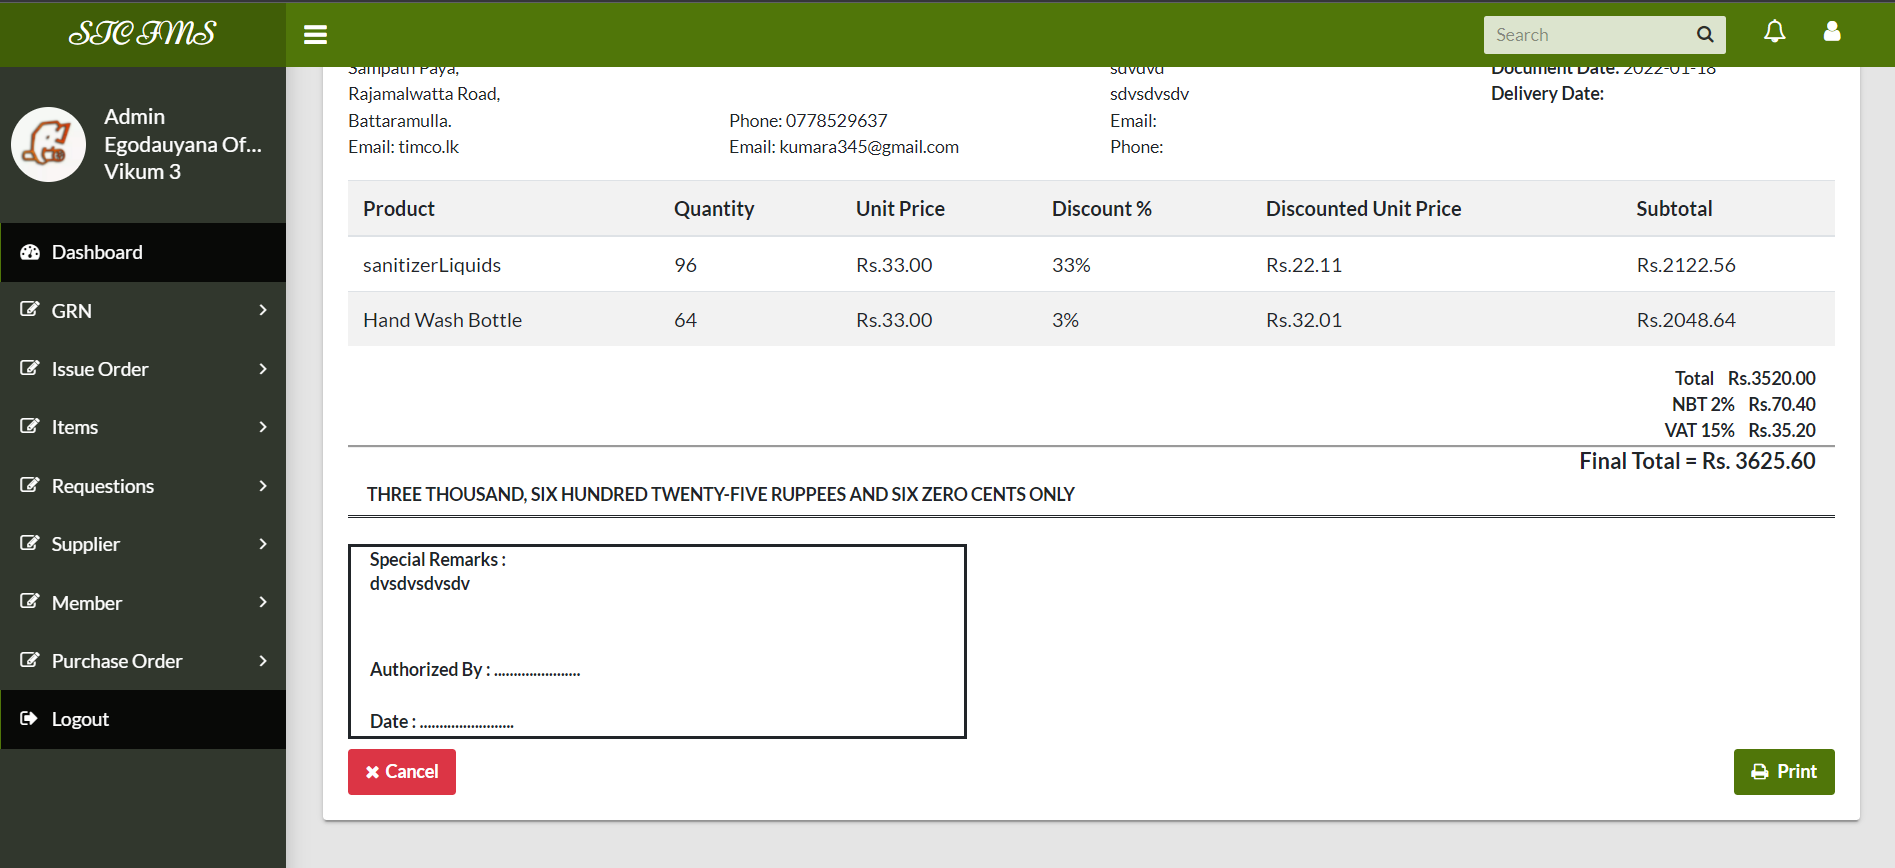 STC FMS
Search
Admin
Egodauyana Of...
Vikum 3
Dashboard
GRN
Issue Order
Items
Requestions
Supplier
Member
Purchase Order
Logout
Sampath Paya,
Rajamalwatta Road,
Battaramulla.
Email: timco.lk
Phone: 0778529637
Email: kumara345@gmail.com
sdvdvd
sdvsdvsdv
Email:
Phone:
Document Date: 2022-01-18
Delivery Date:
Product Quantity Unit Price Discount % Discounted Unit Price Subtotal
sanitizerLiquids 96 Rs.33.00 33% Rs.22.11 Rs.2122.56
Hand Wash Bottle 64 Rs.33.00 3% Rs.32.01 Rs.2048.64
Total Rs.3520.00
NBT 2% Rs.70.40
VAT 15% Rs.35.20
Final Total = Rs. 3625.60
THREE THOUSAND, SIX HUNDRED TWENTY-FIVE RUPPEES AND SIX ZERO CENTS ONLY
Special Remarks :
dvsdvsdvsdv
Authorized By : ......................
Date : ........................
Cancel
Print